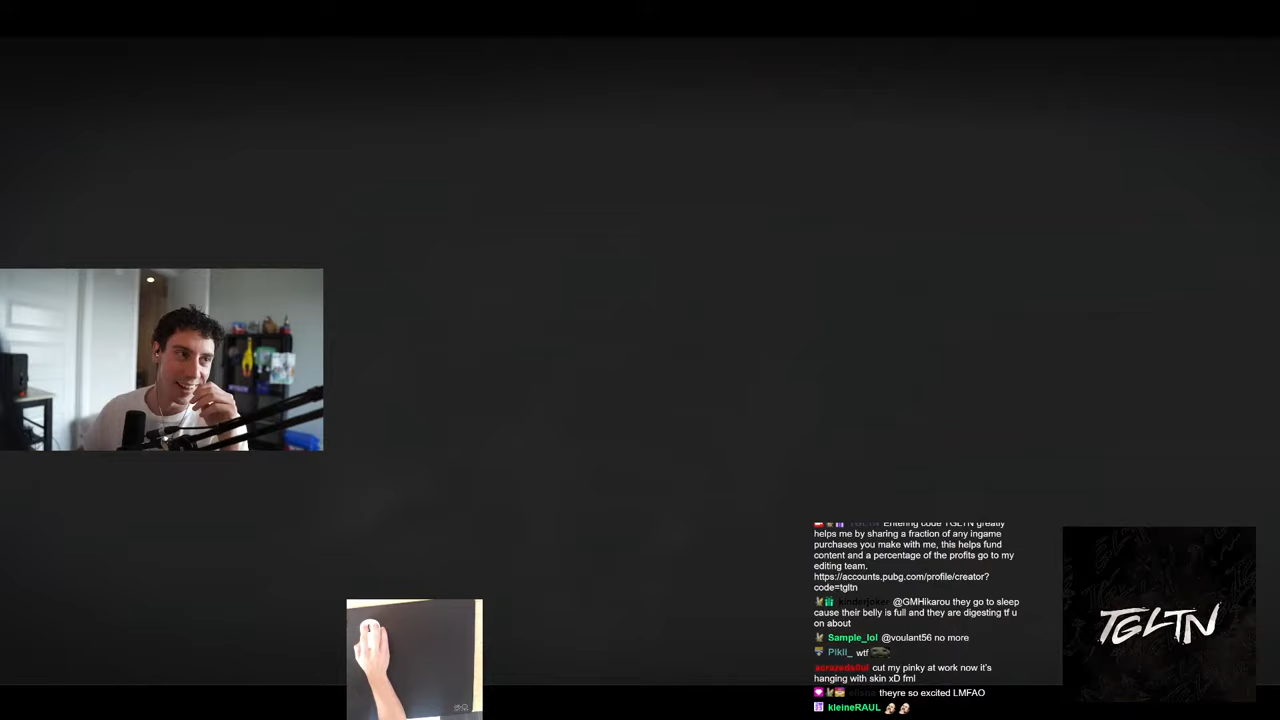 Entering code TGLTN greatly
helps me by sharing a fraction of any ingame
purchases you make with me, this helps fund
content and a percentage of the profits go to my
editing team.
https://accounts.pubg.com/profile/creator?
code=tgltn
kinderjoker @GMHikarou they go to sleep
cause their belly is full and they are digesting tf u
on about
Sample_lol @voulant56 no more
Pikii_ wtf
cut my pinky at work now it's
hanging with skin xD fml
theyre so excited LMFAO
kleineRAUL
TGLTN